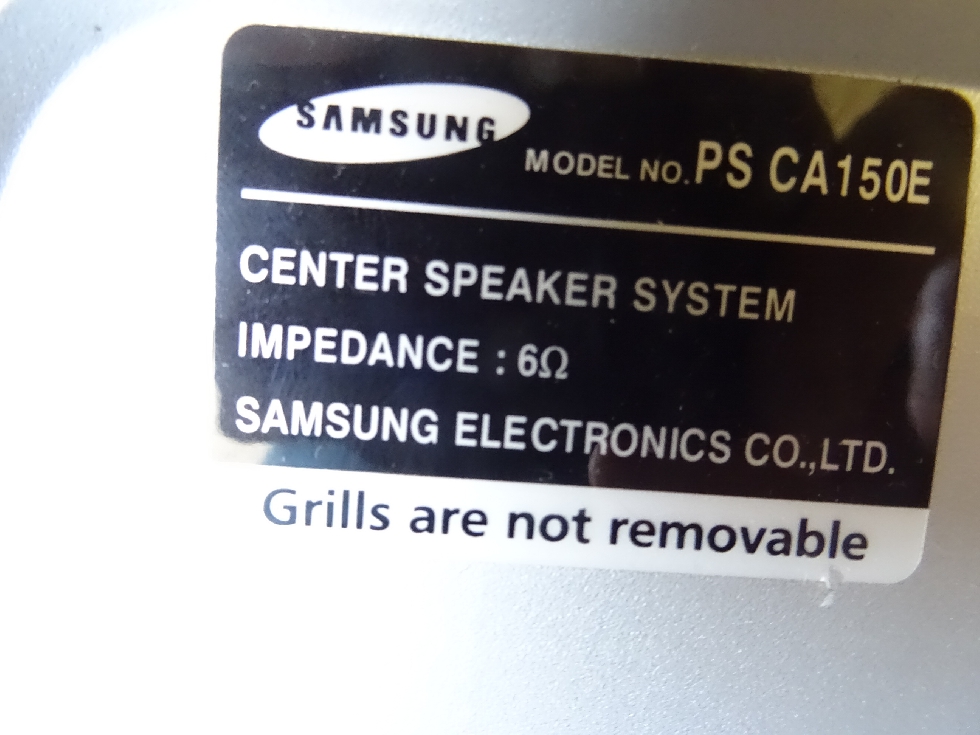 SAMSUNG
MODEL NO. PS CA150E
CENTER SPEAKER SYSTEM
IMPEDANCE : 6Ω
SAMSUNG ELECTRONICS CO.,LTD.
Grills are not removable